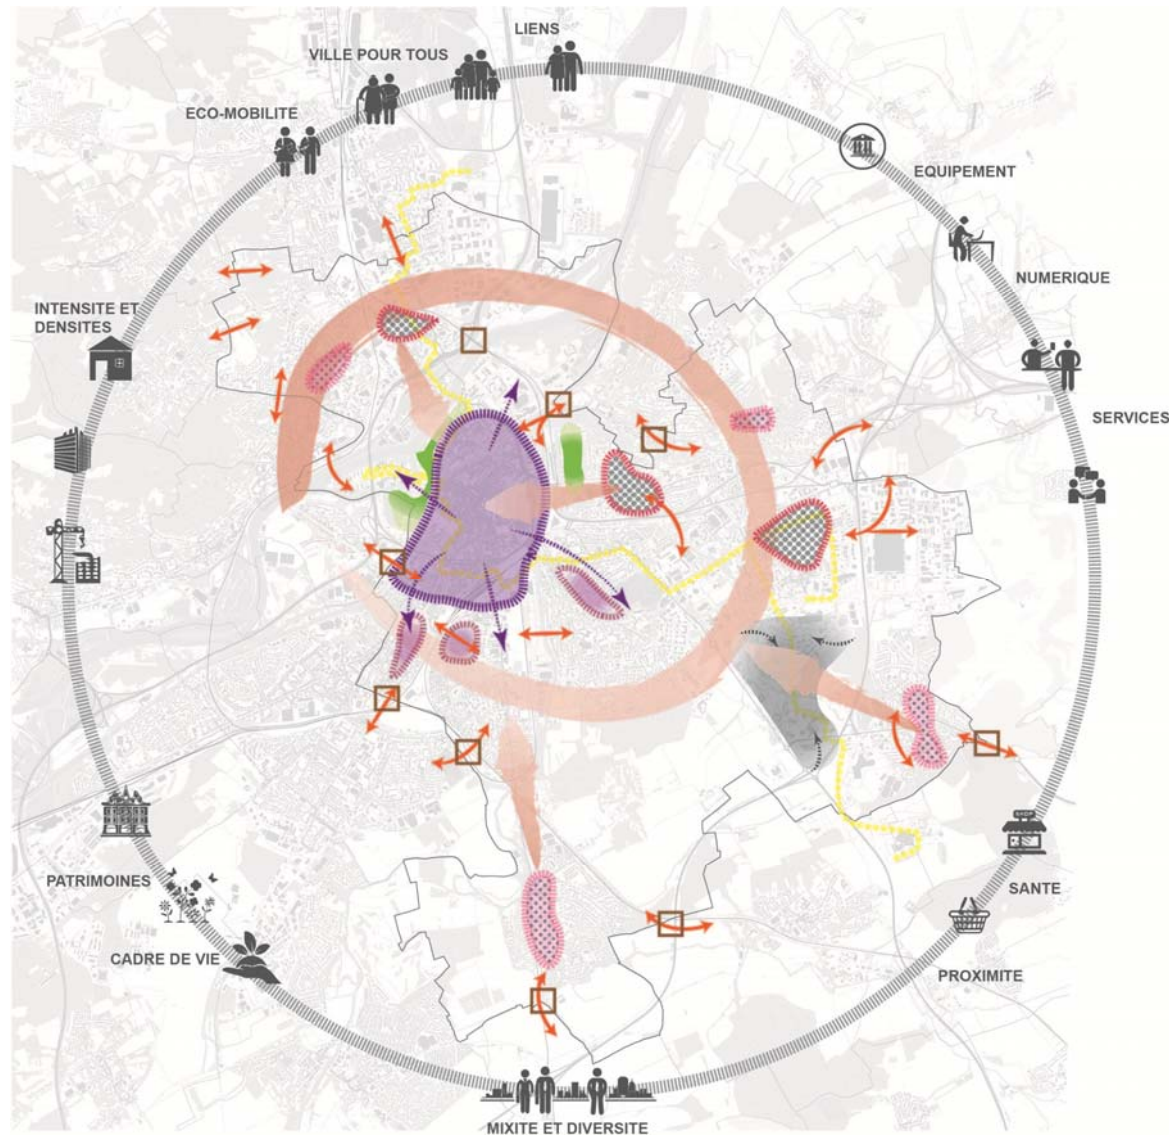 LIENS
VILLE POUR TOUS
ECO-MOBILITE
EQUIPEMENT
NUMERIQUE
INTENSITE ET
DENSITES
SERVICES
SHOP
PATRIMOINES
SANTE
CADRE DE VIE
PROXIMITE
MIXITE ET DIVERSITE